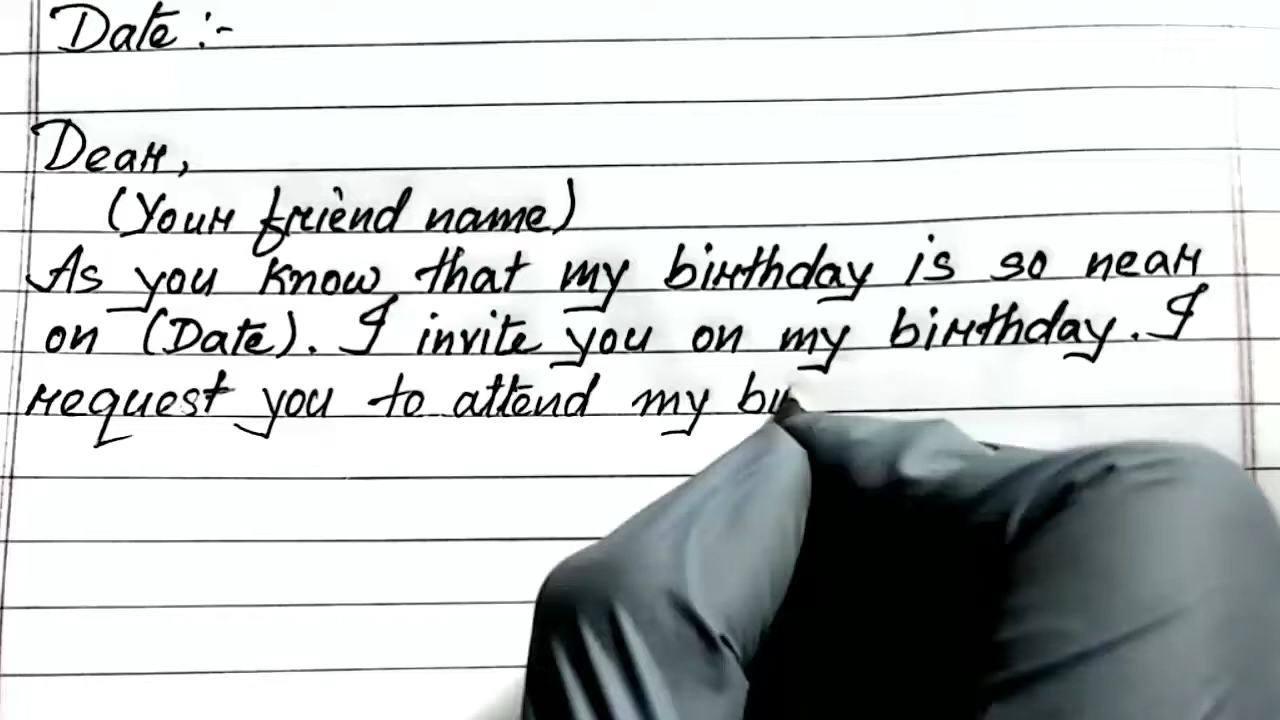 Date :-
Dear,
(Your friend name)
As you know that my birthday is so near
on (Date). I invite you on my birthday. I
request you to attend my